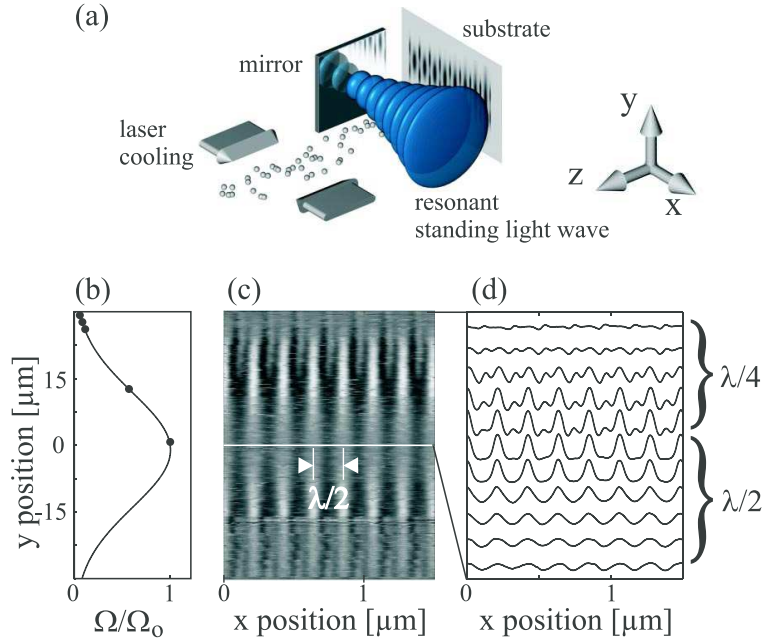 (a)
substrate
mirror
laser
cooling
y
z
x
resonant
standing light wave
(b)
(c)
(d)
y position [µm]
15
0
-15
0
1
Ω/Ωo
λ/2
0
1
x position [µm]
0
1
x position [µm]
λ/4
λ/2